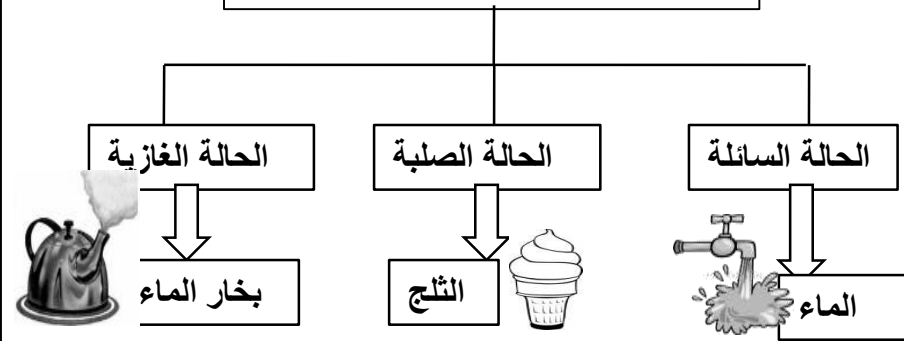 الحالة السائلة
الحالة الصلبة
الحالة الغازية
الماء
الثلج
بخار الماء